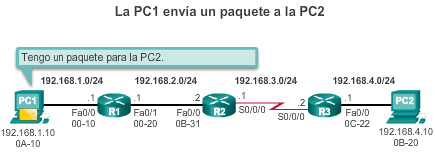 La PC1 envía un paquete a la PC2
Tengo un paquete para la PC2.
192.168.1.0/24 192.168.2.0/24 192.168.3.0/24 192.168.4.0/24
PC1 .1 .1 .2 .2 .1 PC2
R1 R2 R3
Fa0/0 Fa0/1 Fa0/0 S0/0/0 S0/0/0 Fa0/0
00-10 00-20 0B-31 0C-22
192.168.1.10 192.168.4.10
0A-10 0B-20